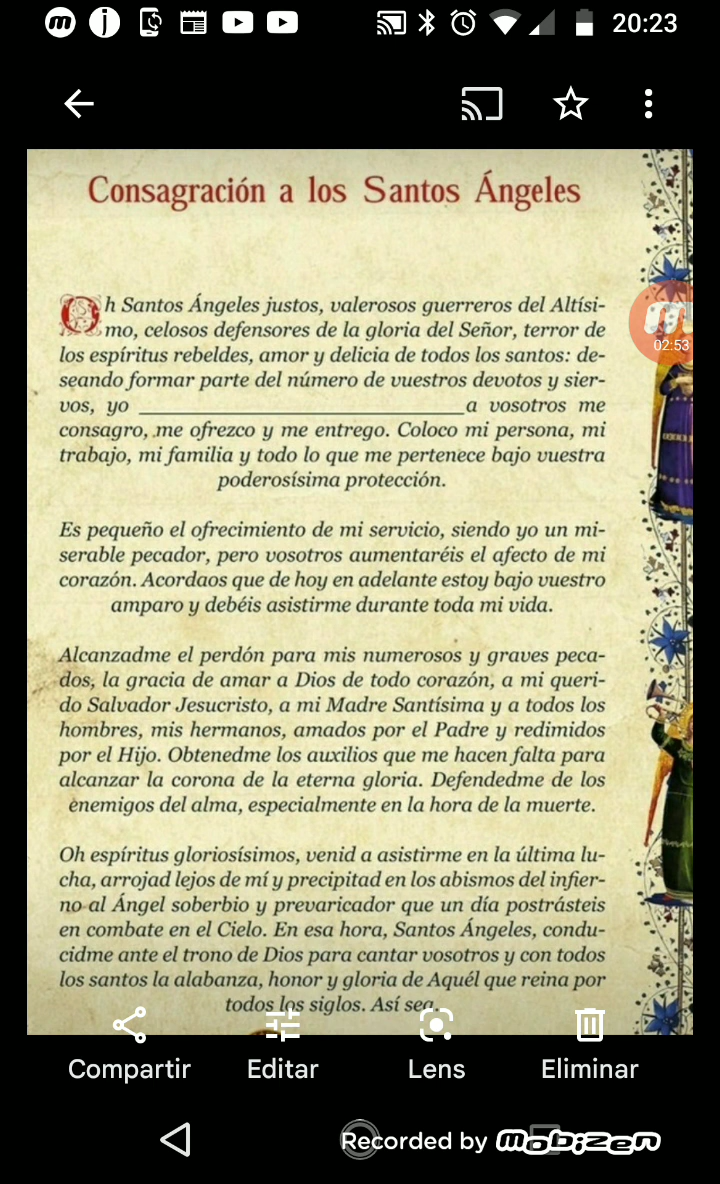 20:23
Consagración a los Santos Ángeles
Oh Santos Ángeles justos, valerosos guerreros del Altísi-
mo, celosos defensores de la gloria del Señor, terror de
los espíritus rebeldes, amor y delicia de todos los santos: de-
seando formar parte del número de vuestros devotos y sier-
vos, yo ______________________________a vosotros me
consagro, me ofrezco y me entrego. Coloco mi persona, mi
trabajo, mi familia y todo lo que me pertenece bajo vuestra
poderosísima protección.
Es pequeño el ofrecimiento de mi servicio, siendo yo un mi-
serable pecador, pero vosotros aumentaréis el afecto de mi
corazón. Acordaos que de hoy en adelante estoy bajo vuestro
amparo y debéis asistirme durante toda mi vida.
Alcanzadme el perdón para mis numerosos y graves peca-
dos, la gracia de amar a Dios de todo corazón, a mi queri-
do Salvador Jesucristo, a mi Madre Santísima y a todos los
hombres, mis hermanos, amados por el Padre y redimidos
por el Hijo. Obtenedme los auxilios que me hacen falta para
alcanzar la corona de la eterna gloria. Defendedme de los
enemigos del alma, especialmente en la hora de la muerte.
Oh espíritus gloriosísimos, venid a asistirme en la última lu-
cha, arrojad lejos de mí y precipitad en los abismos del infier-
no al Ángel soberbio y prevaricador que un día postrásteis
en combate en el Cielo. En esa hora, Santos Ángeles, condu-
cidme ante el trono de Dios para cantar vosotros y con todos
los santos la alabanza, honor y gloria de Aquél que reina por
todos los siglos. Así sea.
02:53
Compartir Editar Lens Eliminar
Recorded by mobizen